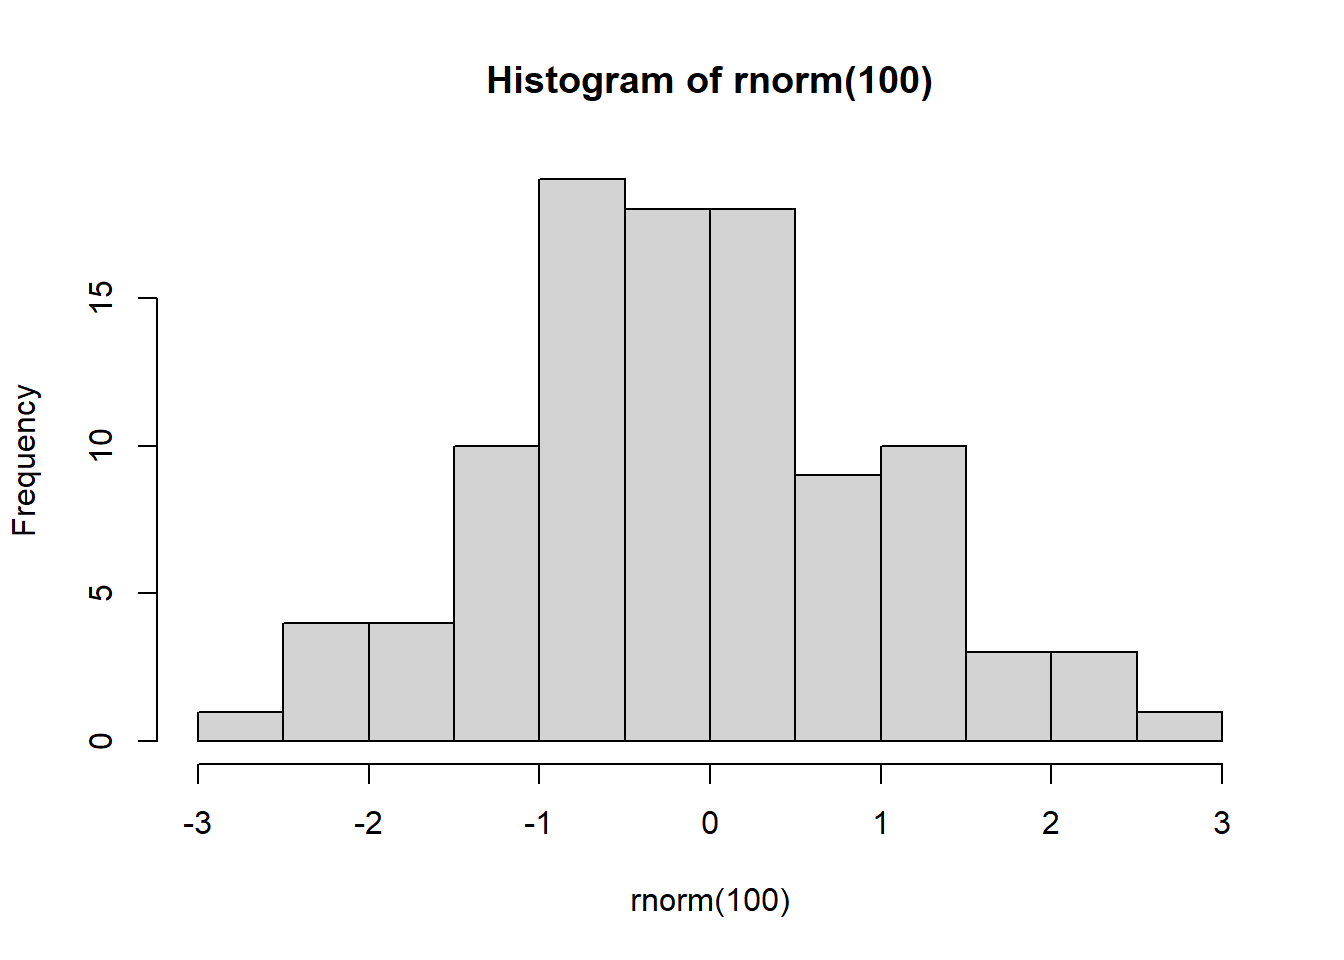 Histogram of rnorm(100)
Frequency
15
10
5
0
-3 -2 -1 0 1 2 3
rnorm(100)